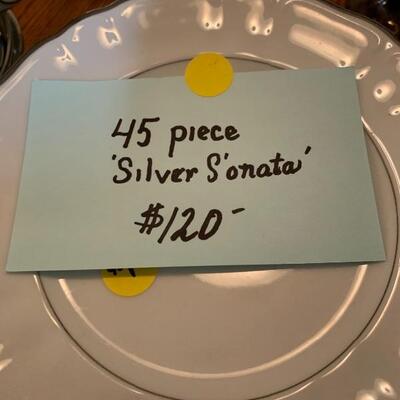 45 piece
'Silver S'onata'
$120-